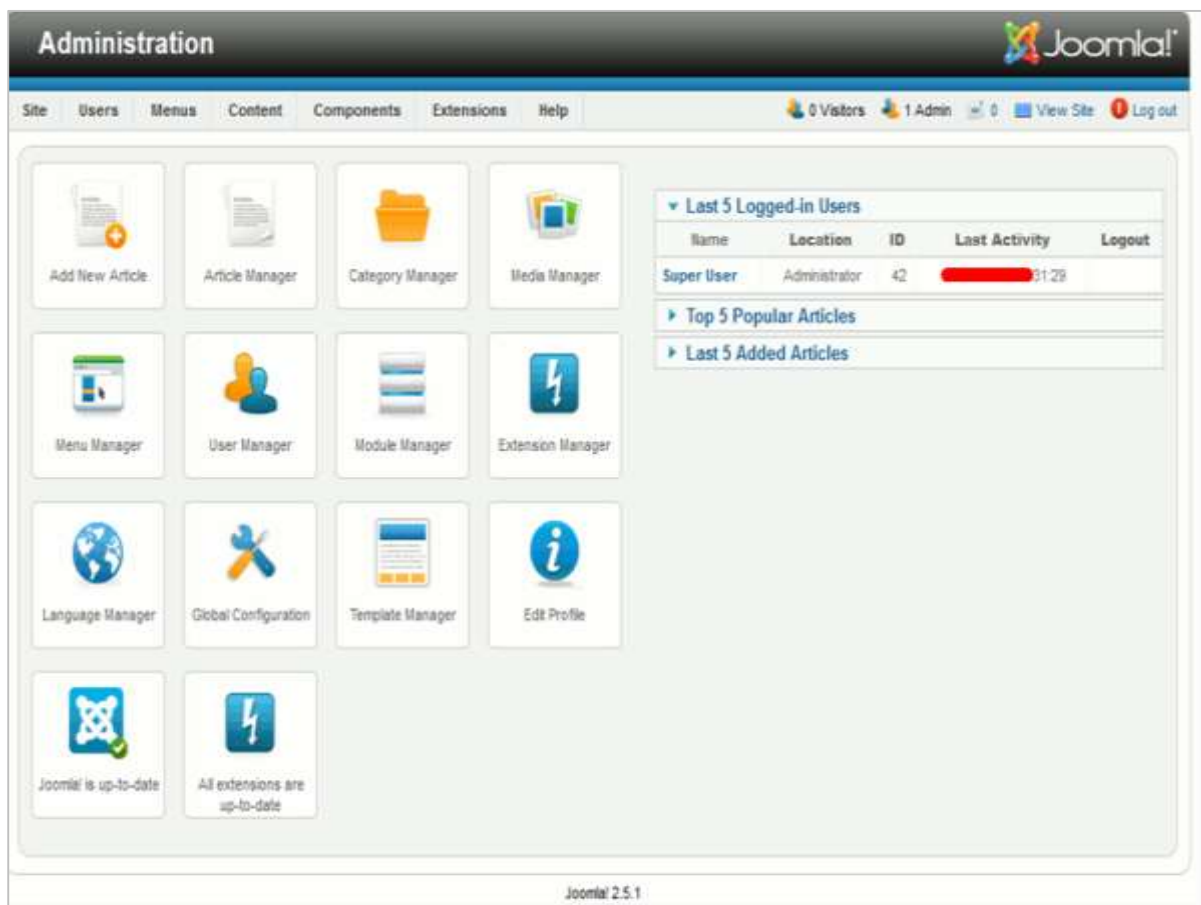 Administration
Joomla!
Site Users Menus Content Components Extensions Help
0 Visitors 1 Admin 0 View Site Log out
Add New Article Article Manager Category Manager Media Manager
Last 5 Logged-in Users
Name Location ID Last Activity Logout
Super User Administrator 42 31:29
Top 5 Popular Articles
Last 5 Added Articles
Menu Manager User Manager Module Manager Extension Manager
Language Manager Global Configuration Template Manager Edit Profile
Joomla! is up-to-date All extensions are
up-to-date
Joomla! 2.5.1